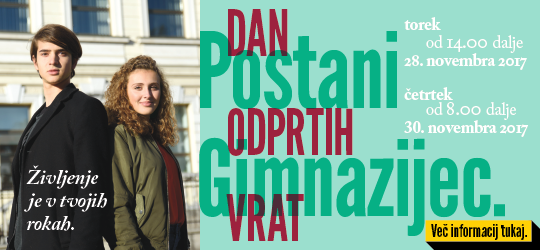 Življenje
je v tvojih
rokah.
DAN
Postani
ODPRTIH
Gimnazijec.
VRAT
torek
od 14.00 dalje
28. novembra 2017
četrtek
od 8.00 dalje
30. novembra 2017
Več informacij tukaj.